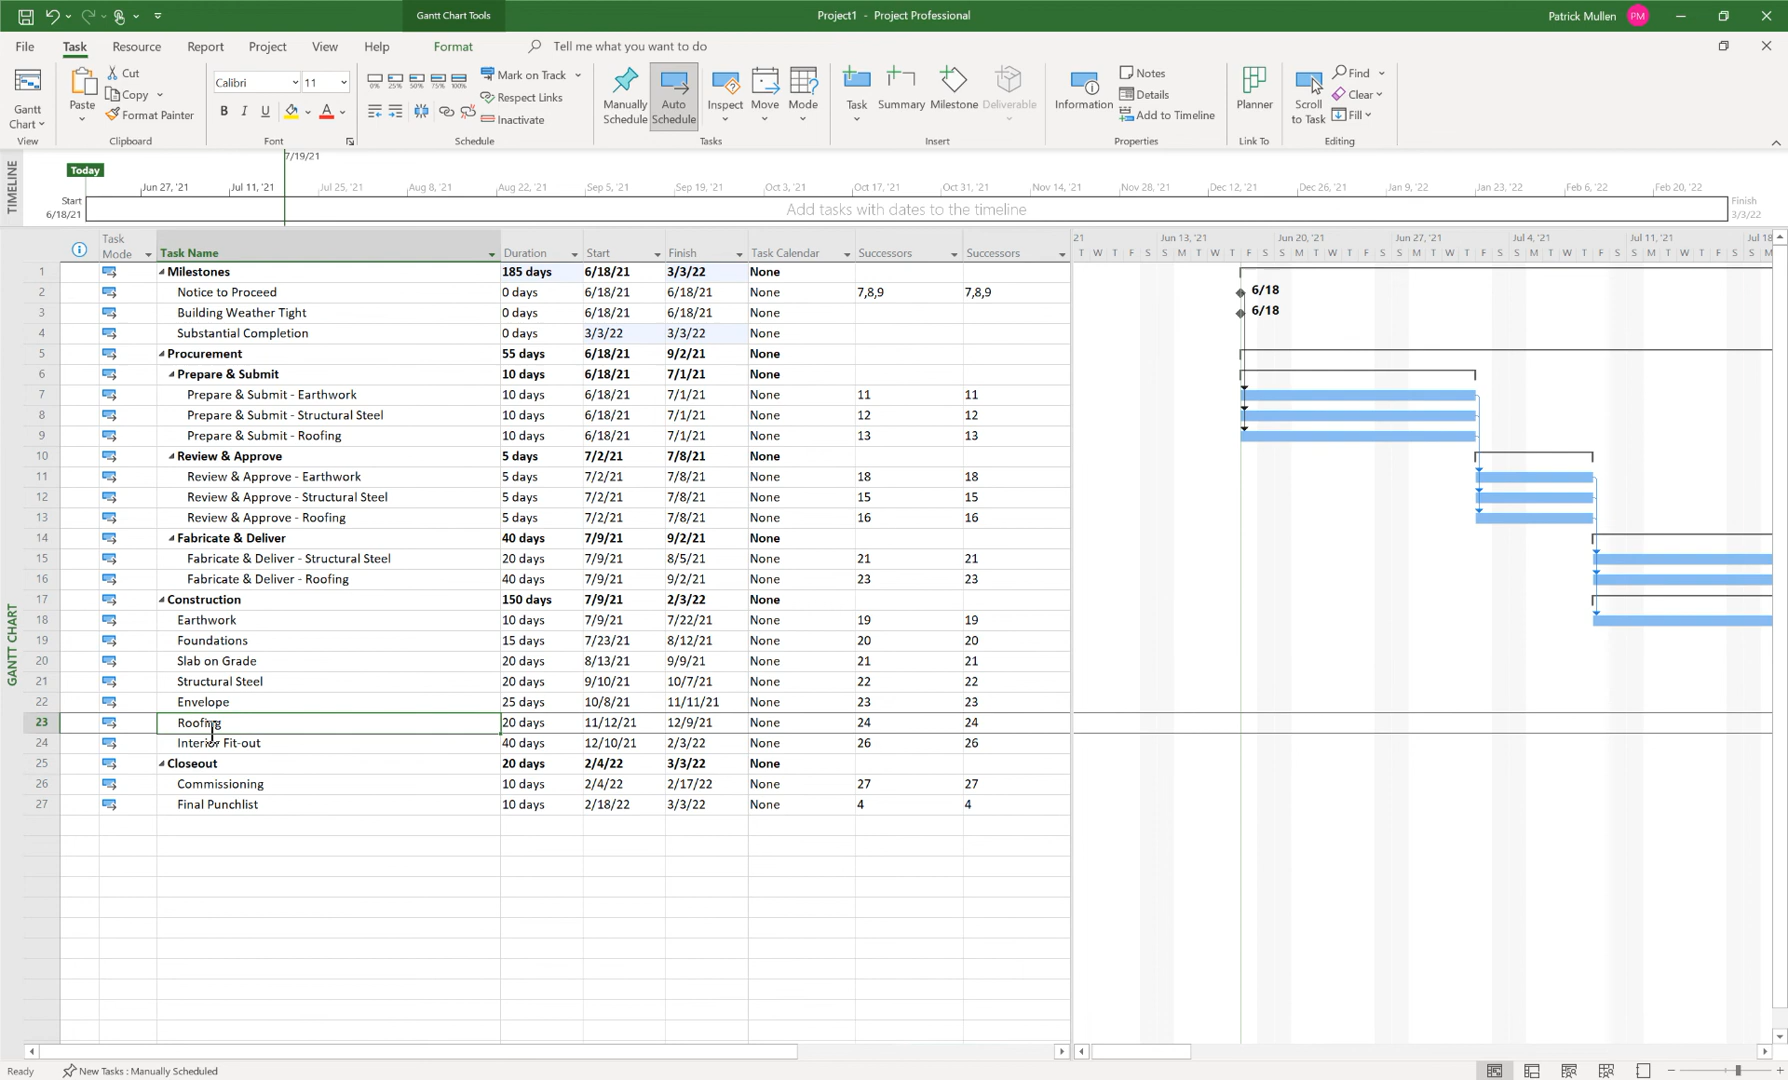 Gantt Chart Tools
Project1 - Project Professional
Patrick Mullen PM
File Task Resource Report Project View Help Format Tell me what you want to do
Gantt Chart
View
Paste Cut Copy Format Painter
Clipboard
Calibri 11
B I U A
Font
0% 25% 50% 75% 100%
Mark on Track
Respect Links
Inactivate
Schedule
Manually Schedule
Auto Schedule
Inspect Move Mode
Tasks
Task Summary Milestone Deliverable
Insert
Information Notes Details Add to Timeline
Properties
Planner
Link To
Scroll to Task
Find Clear Fill
Editing
TIMELINE
Today
7/19/21
Jun 27, '21 Jul 11, '21 Jul 25, '21 Aug 8, '21 Aug 22, '21 Sep 5, '21 Sep 19, '21 Oct 3, '21 Oct 17, '21 Oct 31, '21 Nov 14, '21 Nov 28, '21 Dec 12, '21 Dec 26, '21 Jan 9, '22 Jan 23, '22 Feb 6, '22 Feb 20, '22
Start
6/18/21
Add tasks with dates to the timeline
Finish
3/3/22
GANTT CHART
Task Mode Task Name Duration Start Finish Task Calendar Successors Successors
21 Jun 13, '21 Jun 20, '21 Jun 27, '21 Jul 4, '21 Jul 11, '21 Jul 18
T W T F S S M T W T F S S M T W T F S S M T W T F S S M T W T F S S M T W T F S S M
1 Milestones 185 days 6/18/21 3/3/22 None
2 Notice to Proceed 0 days 6/18/21 6/18/21 None 7,8,9 7,8,9 6/18
3 Building Weather Tight 0 days 6/18/21 6/18/21 None 6/18
4 Substantial Completion 0 days 3/3/22 3/3/22 None
5 Procurement 55 days 6/18/21 9/2/21 None
6 Prepare & Submit 10 days 6/18/21 7/1/21 None
7 Prepare & Submit - Earthwork 10 days 6/18/21 7/1/21 None 11 11
8 Prepare & Submit - Structural Steel 10 days 6/18/21 7/1/21 None 12 12
9 Prepare & Submit - Roofing 10 days 6/18/21 7/1/21 None 13 13
10 Review & Approve 5 days 7/2/21 7/8/21 None
11 Review & Approve - Earthwork 5 days 7/2/21 7/8/21 None 18 18
12 Review & Approve - Structural Steel 5 days 7/2/21 7/8/21 None 15 15
13 Review & Approve - Roofing 5 days 7/2/21 7/8/21 None 16 16
14 Fabricate & Deliver 40 days 7/9/21 9/2/21 None
15 Fabricate & Deliver - Structural Steel 20 days 7/9/21 8/5/21 None 21 21
16 Fabricate & Deliver - Roofing 40 days 7/9/21 9/2/21 None 23 23
17 Construction 150 days 7/9/21 2/3/22 None
18 Earthwork 10 days 7/9/21 7/22/21 None 19 19
19 Foundations 15 days 7/23/21 8/12/21 None 20 20
20 Slab on Grade 20 days 8/13/21 9/9/21 None 21 21
21 Structural Steel 20 days 9/10/21 10/7/21 None 22 22
22 Envelope 25 days 10/8/21 11/11/21 None 23 23
23 Roofing 20 days 11/12/21 12/9/21 None 24 24
24 Interior Fit-out 40 days 12/10/21 2/3/22 None 26 26
25 Closeout 20 days 2/4/22 3/3/22 None
26 Commissioning 10 days 2/4/22 2/17/22 None 27 27
27 Final Punchlist 10 days 2/18/22 3/3/22 None 4 4
Ready New Tasks : Manually Scheduled